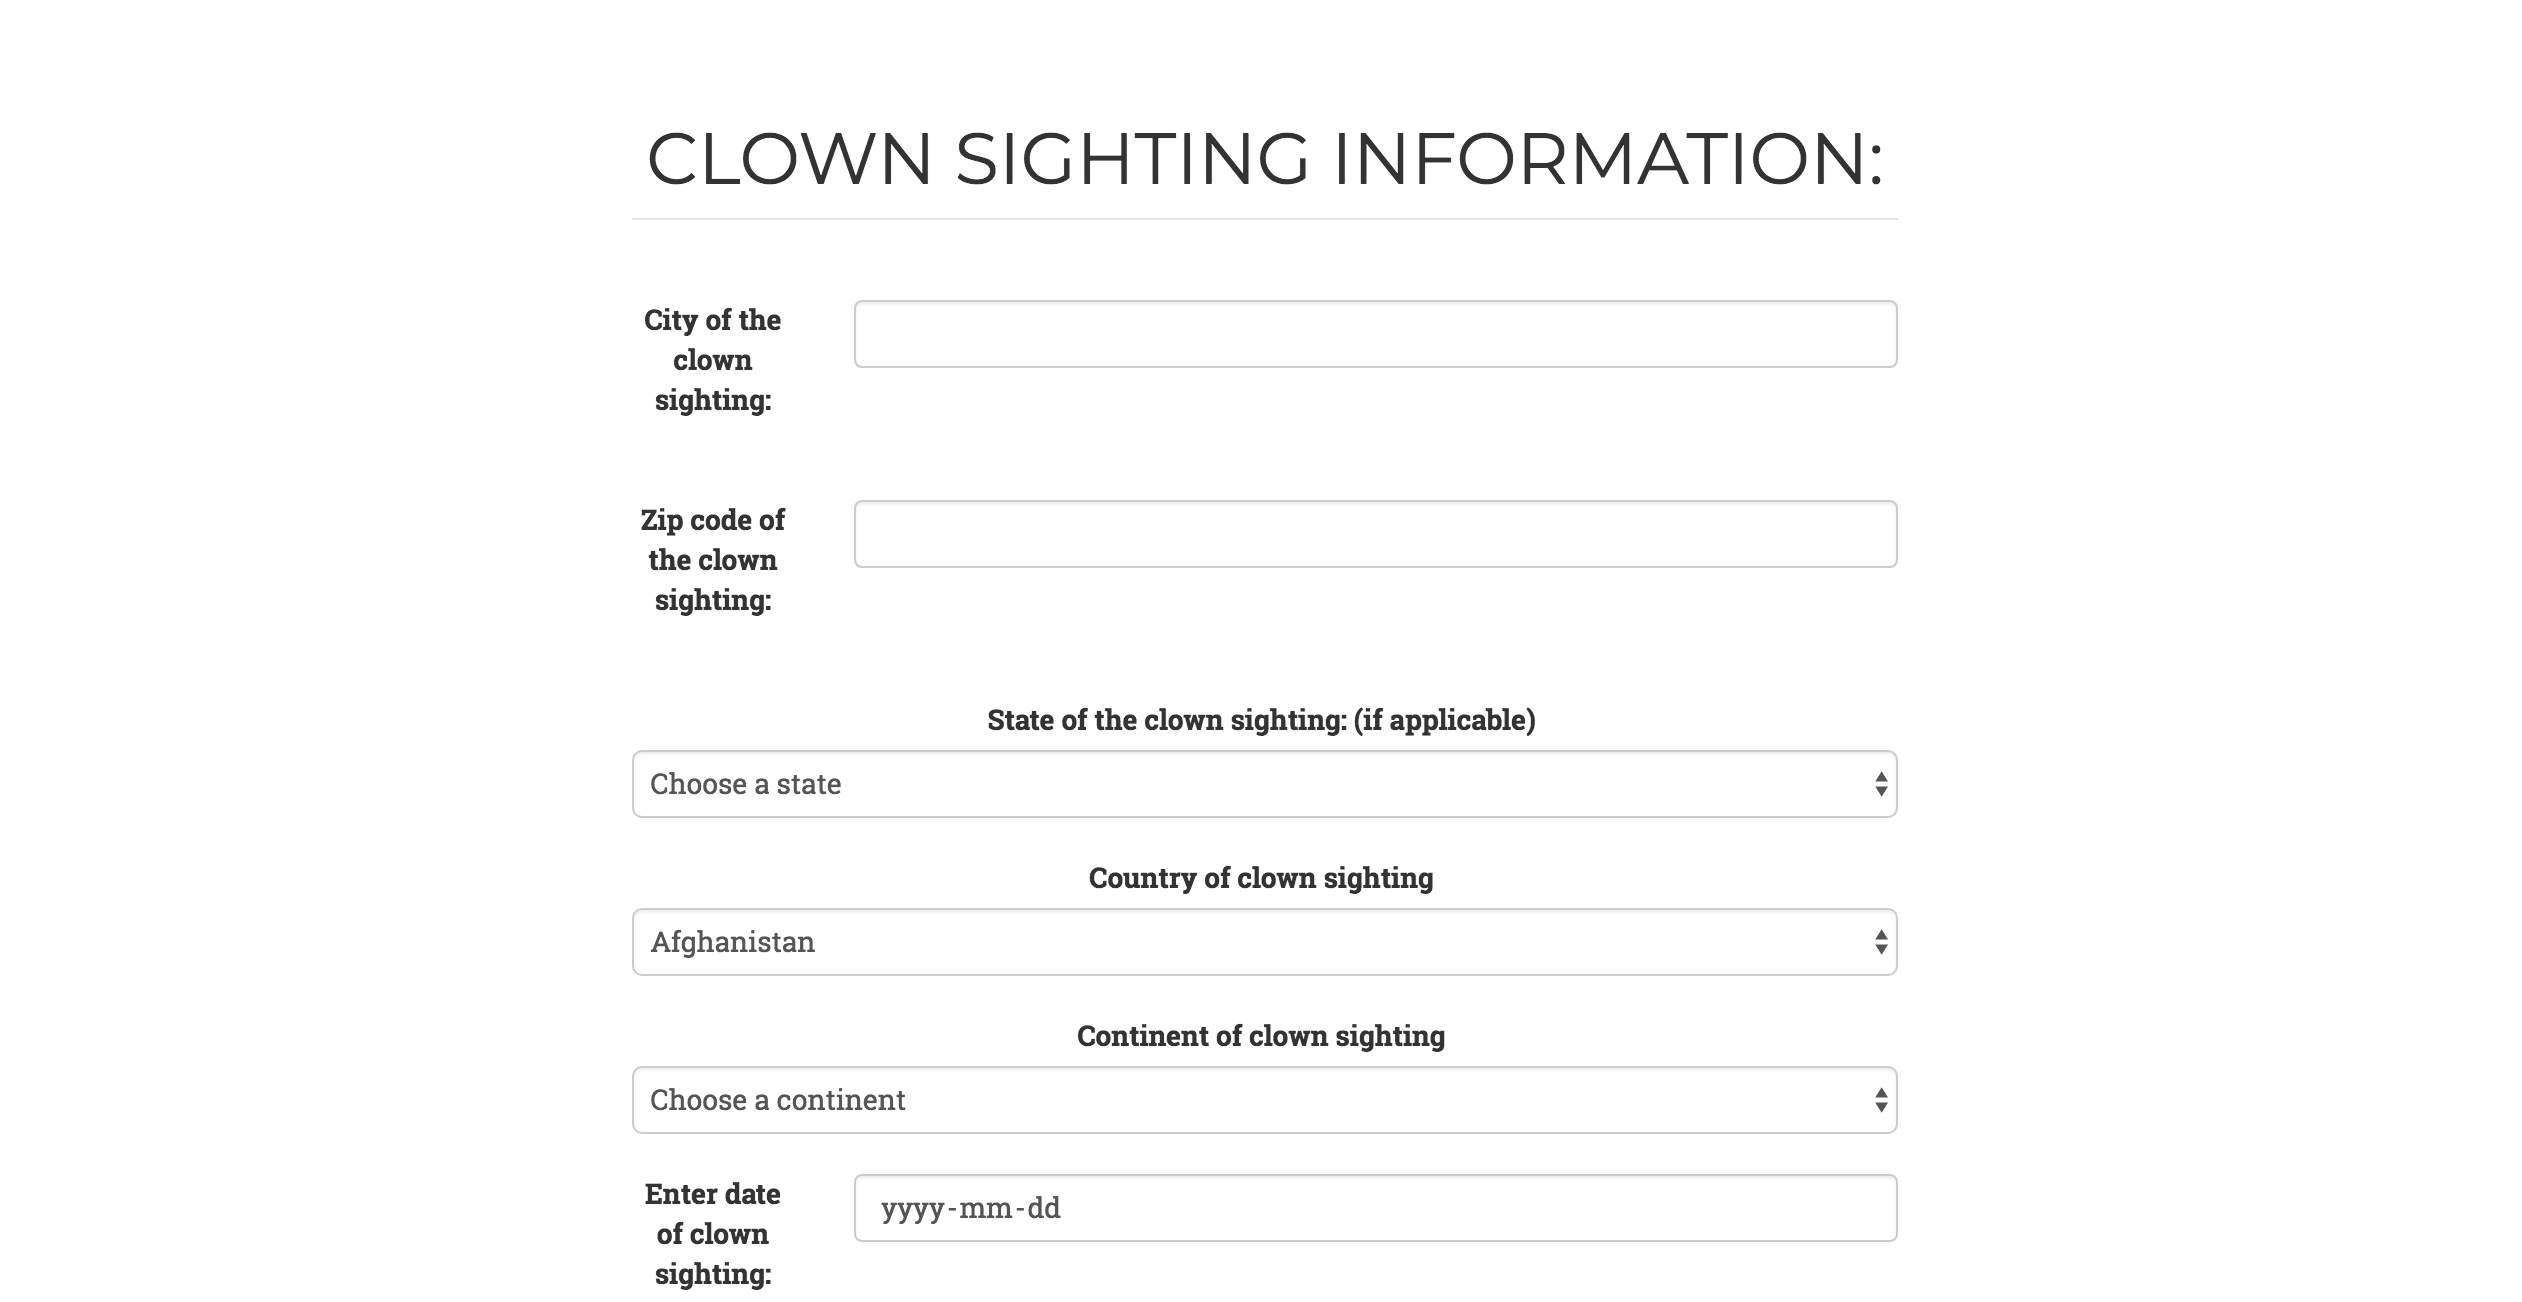 CLOWN SIGHTING INFORMATION:
City of the
clown
sighting:
Zip code of
the clown
sighting:
State of the clown sighting: (if applicable)
Choose a state
Country of clown sighting
Afghanistan
Continent of clown sighting
Choose a continent
Enter date
of clown
sighting:
yyyy-mm-dd